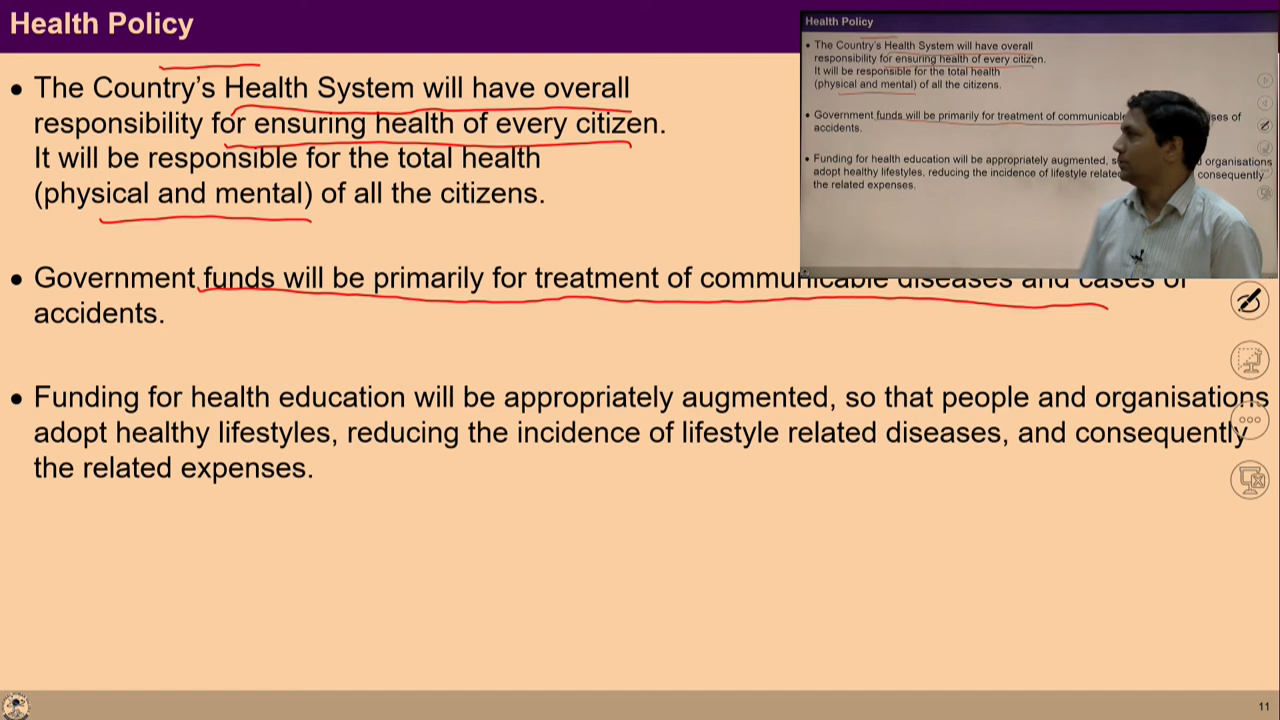 Health Policy
• The Country's Health System will have overall
responsibility for ensuring health of every citizen.
It will be responsible for the total health
(physical and mental) of all the citizens.
• Government funds will be primarily for treatment of communicable diseases and cases of
accidents.
• Funding for health education will be appropriately augmented, so that people and organisations
adopt healthy lifestyles, reducing the incidence of lifestyle related diseases, and consequently
the related expenses.
Health Policy
• The Country's Health System will have overall
responsibility for ensuring health of every citizen.
It will be responsible for the total health
(physical and mental) of all the citizens.
• Government funds will be primarily for treatment of of
accidents.
• Funding for health education will be appropriately augmented, organisations
adopt healthy lifestyles, reducing the incidence of lifestyle consequently
the related expenses.
11